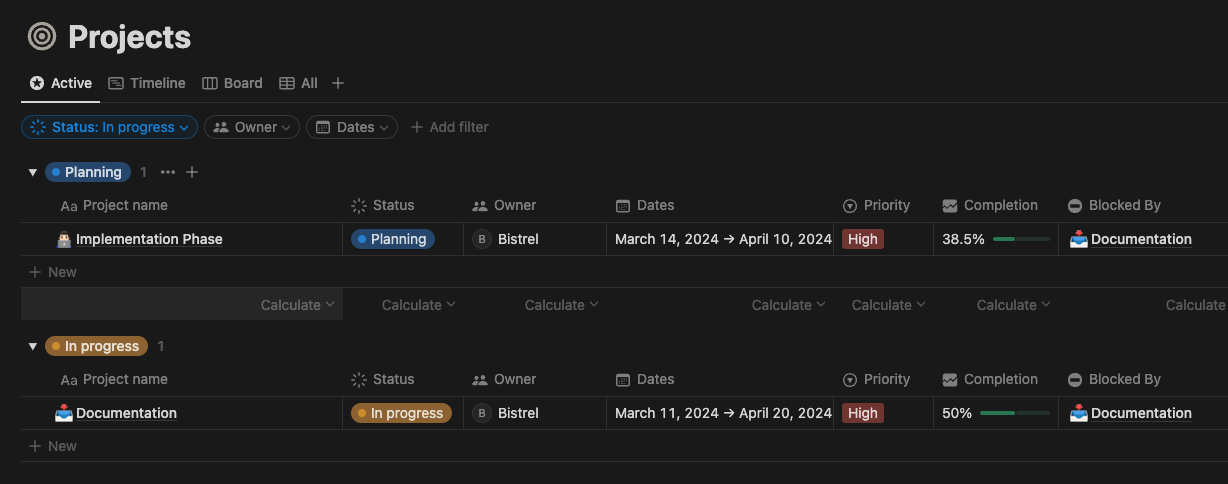 Projects
Active Timeline Board All
Status: In progress Owner Dates Add filter
Planning 1
Aa Project name Status Owner Dates Priority Completion Blocked By
Implementation Phase Planning B Bistrel March 14, 2024 → April 10, 2024 High 38.5% Documentation
New
Calculate Calculate Calculate Calculate Calculate Calculate Calculate
In progress 1
Aa Project name Status Owner Dates Priority Completion Blocked By
Documentation In progress B Bistrel March 11, 2024 → April 20, 2024 High 50% Documentation
New